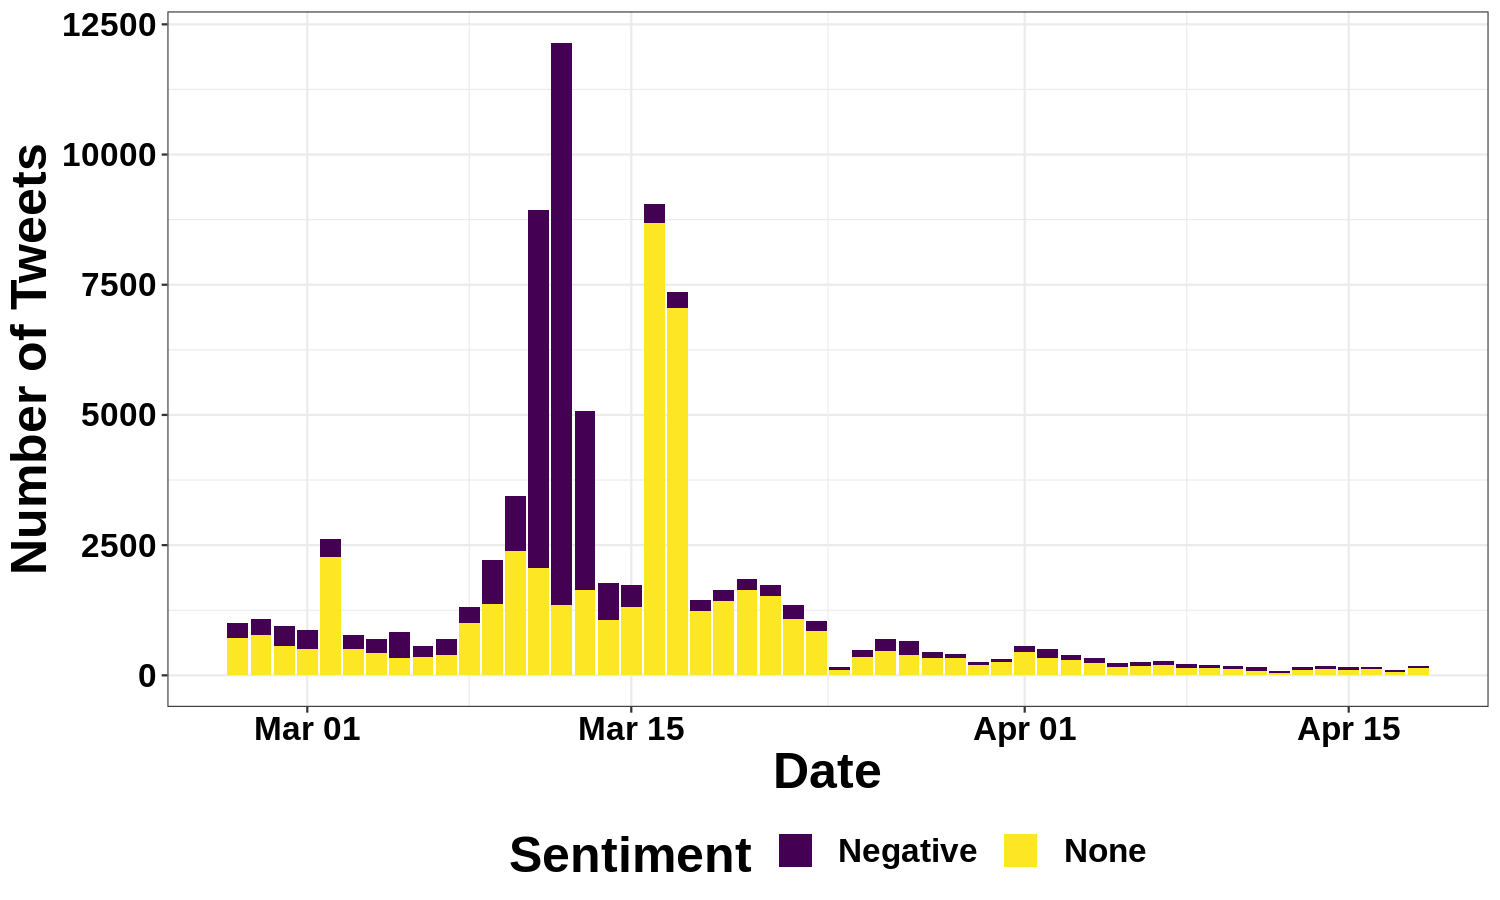 Number of Tweets
12500
10000
7500
5000
2500
0
Mar 01 Mar 15 Apr 01 Apr 15
Date
Sentiment Negative None